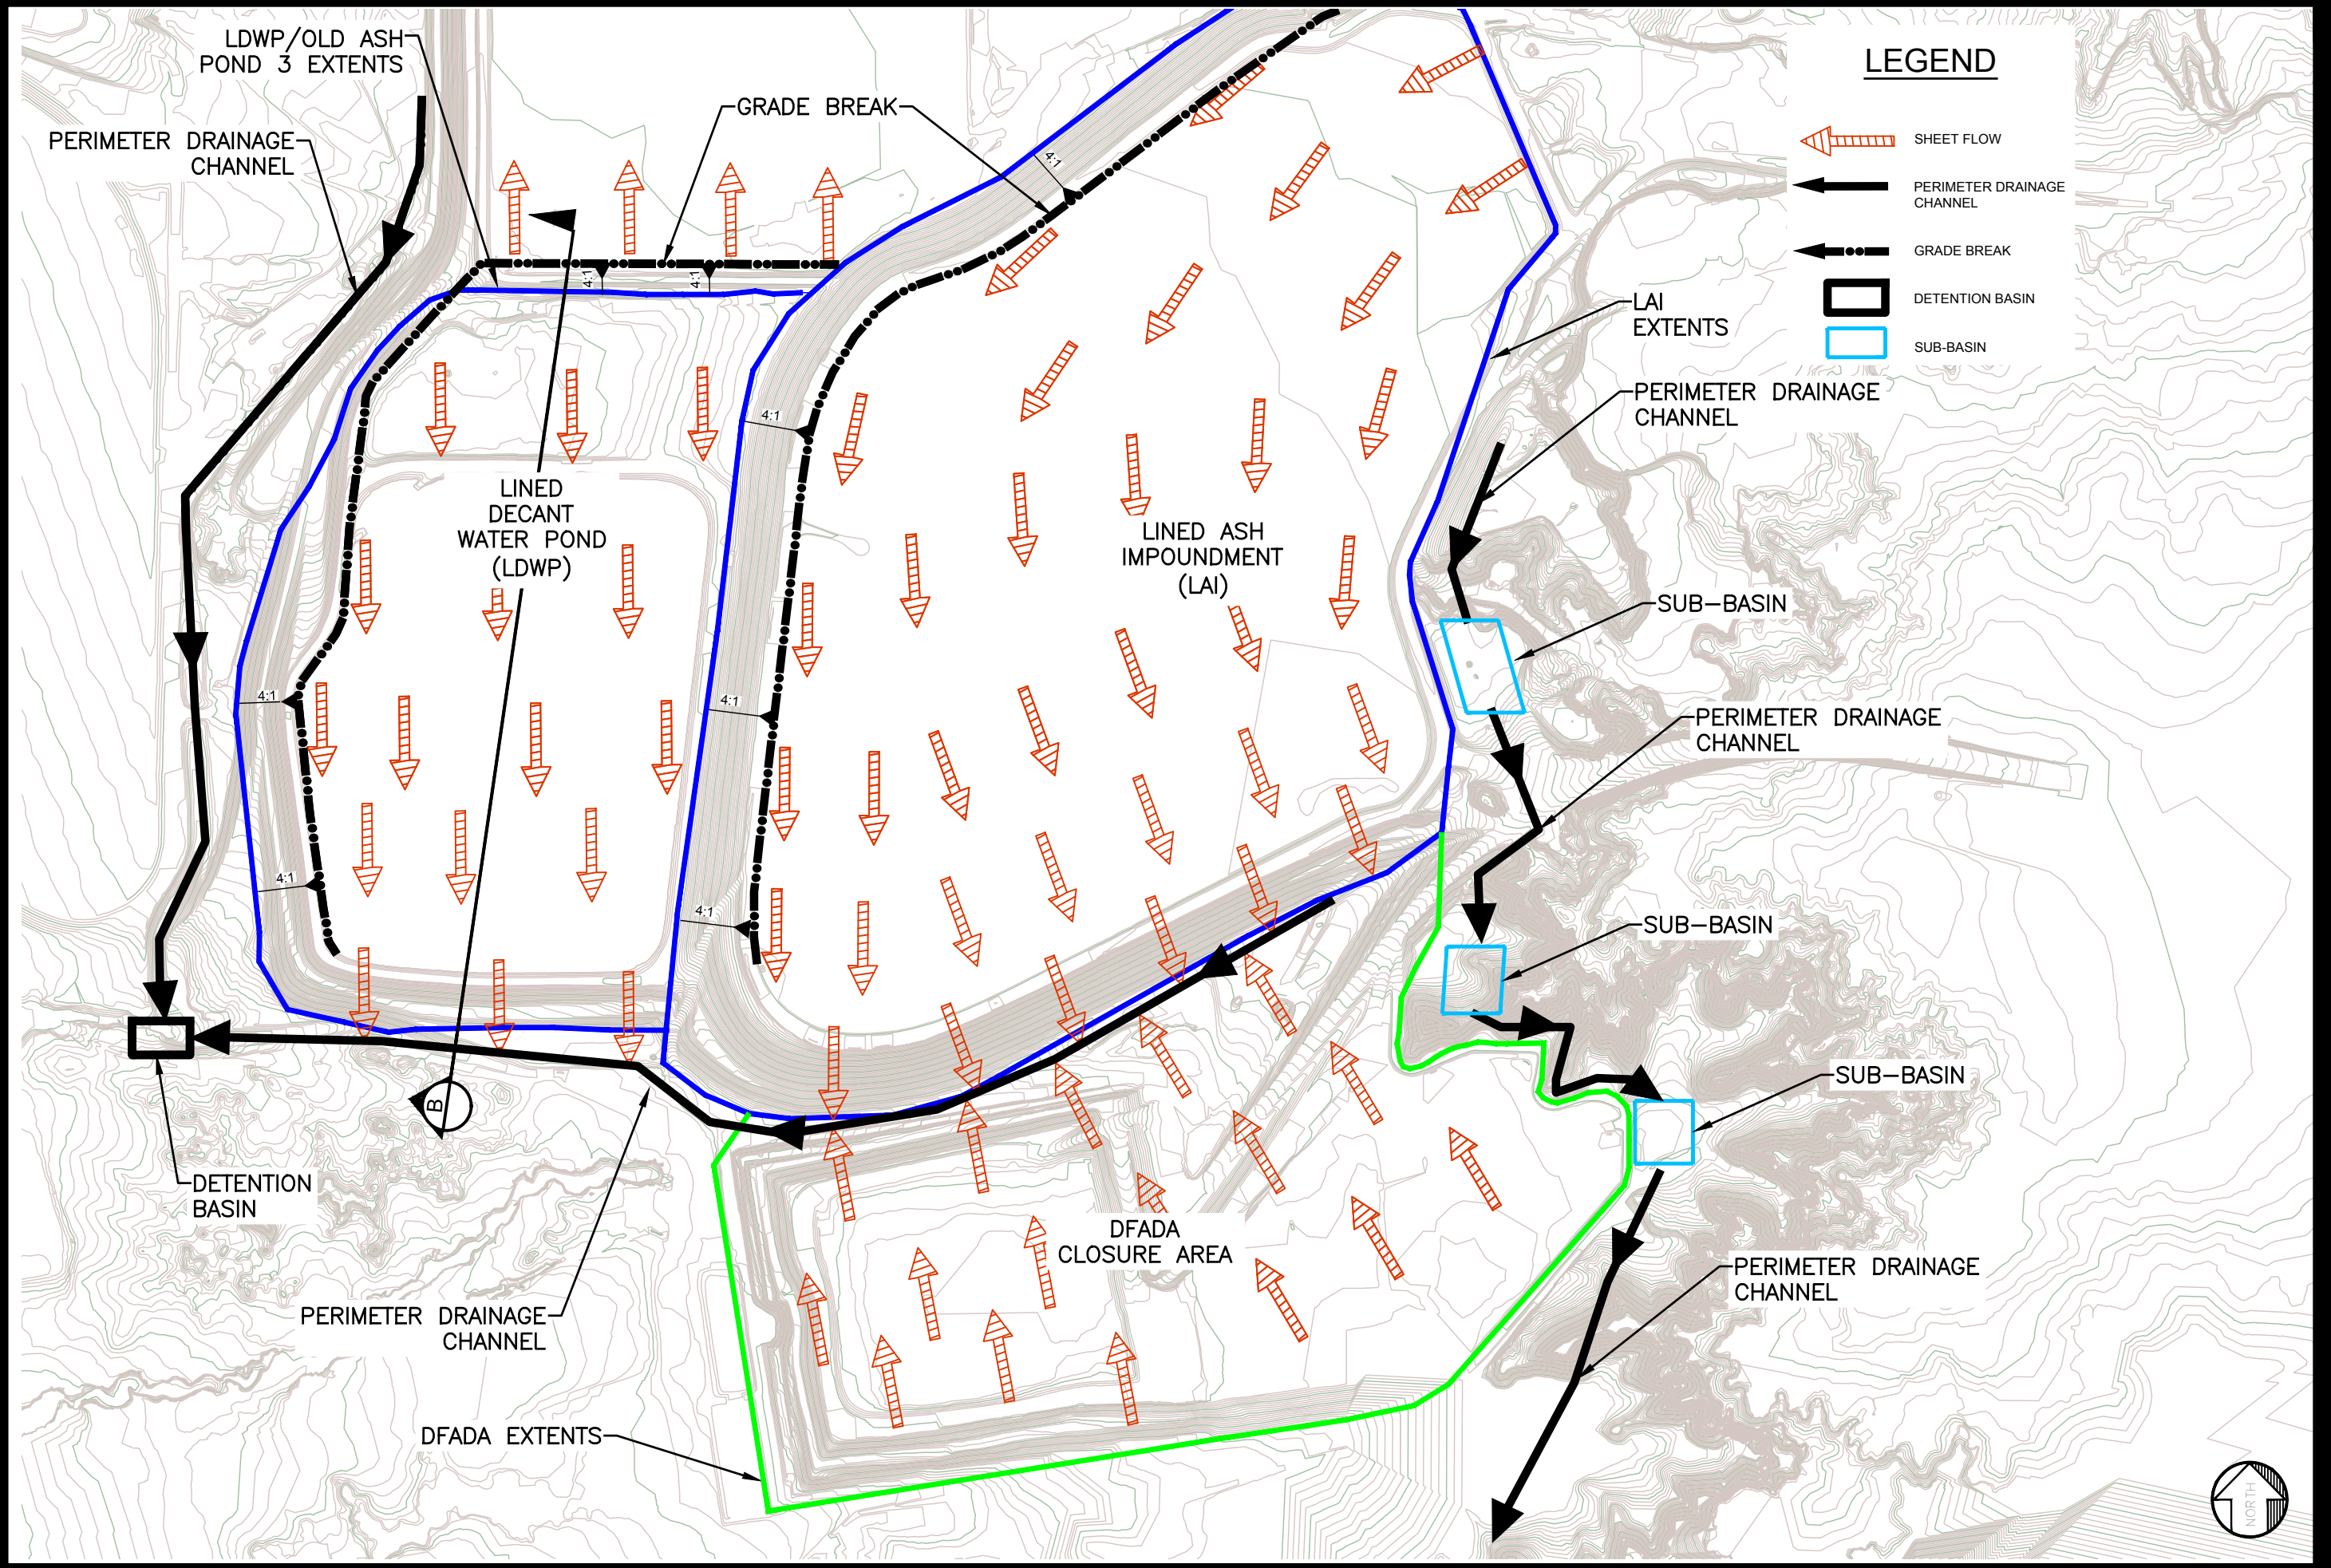 LDWP/OLD ASH
POND 3 EXTENTS
PERIMETER DRAINAGE
CHANNEL
GRADE BREAK
LEGEND
SHEET FLOW
PERIMETER DRAINAGE
CHANNEL
GRADE BREAK
DETENTION BASIN
SUB-BASIN
4:1
4:1
4:1
LAI
EXTENTS
PERIMETER DRAINAGE
CHANNEL
4:1
LINED
DECANT
WATER POND
(LDWP)
LINED ASH
IMPOUNDMENT
(LAI)
SUB-BASIN
4:1
4:1
PERIMETER DRAINAGE
CHANNEL
4:1
4:1
SUB-BASIN
SUB-BASIN
B
DETENTION
BASIN
DFADA
CLOSURE AREA
PERIMETER DRAINAGE
CHANNEL
PERIMETER DRAINAGE
CHANNEL
DFADA EXTENTS
NORTH